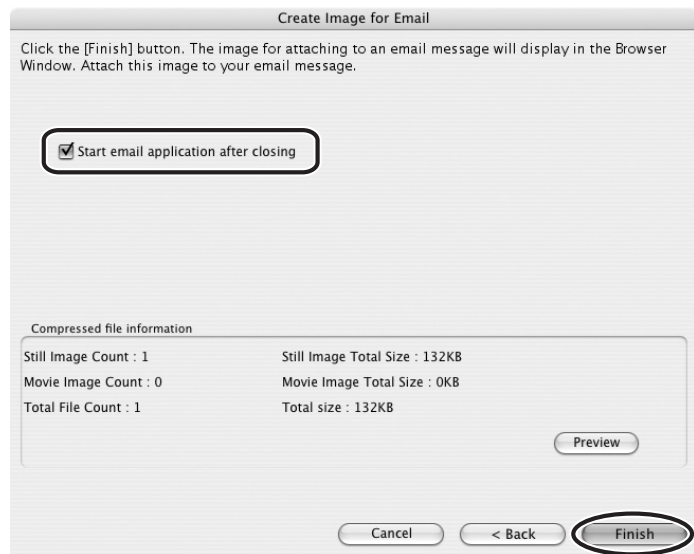 Create Image for Email
Click the [Finish] button. The image for attaching to an email message will display in the Browser
Window. Attach this image to your email message.
Start email application after closing
Compressed file information
Still Image Count : 1 Still Image Total Size : 132KB
Movie Image Count : 0 Movie Image Total Size : 0KB
Total File Count : 1 Total size : 132KB
Preview
Cancel < Back Finish